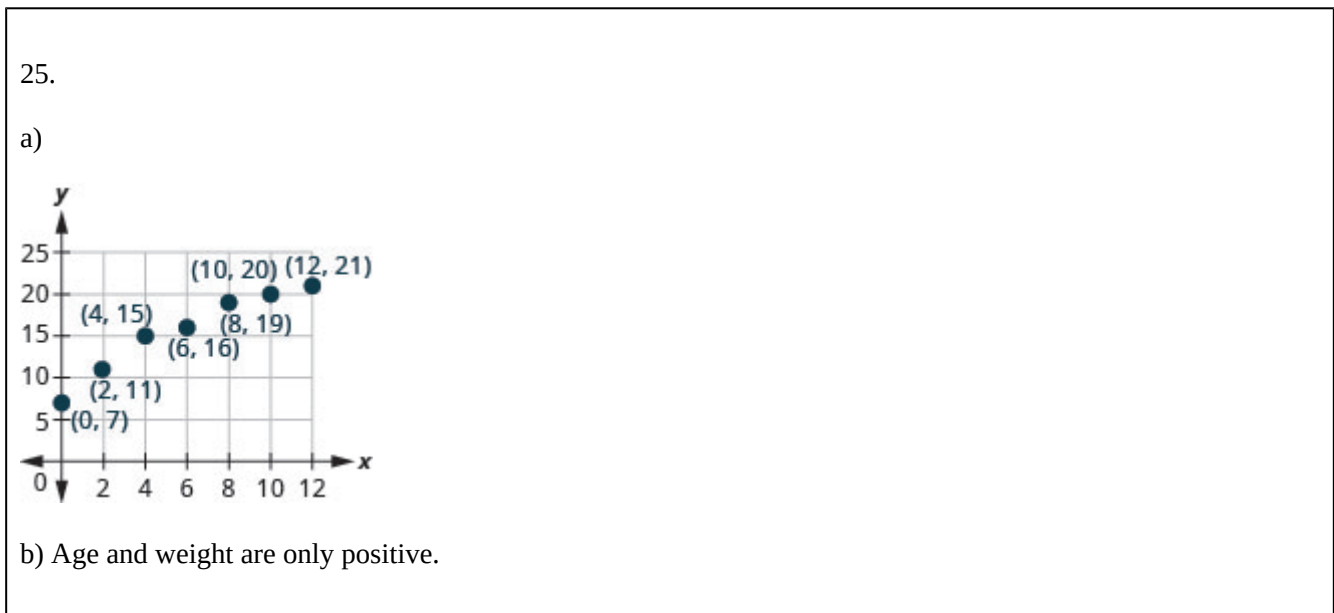 25.
a)
y
25
(10, 20) (12, 21)
20
(4, 15)
(8, 19)
15
(6, 16)
10
(2, 11)
5
(0, 7)
x
0 2 4 6 8 10 12
b) Age and weight are only positive.